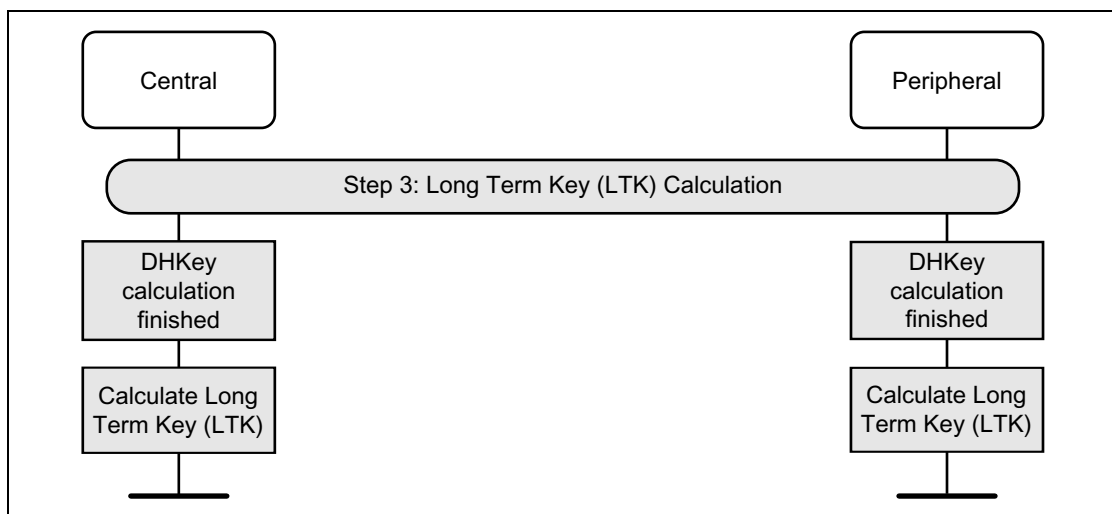 Central
Peripheral
Step 3: Long Term Key (LTK) Calculation
DHKey
calculation
finished
DHKey
calculation
finished
Calculate Long
Term Key (LTK)
Calculate Long
Term Key (LTK)